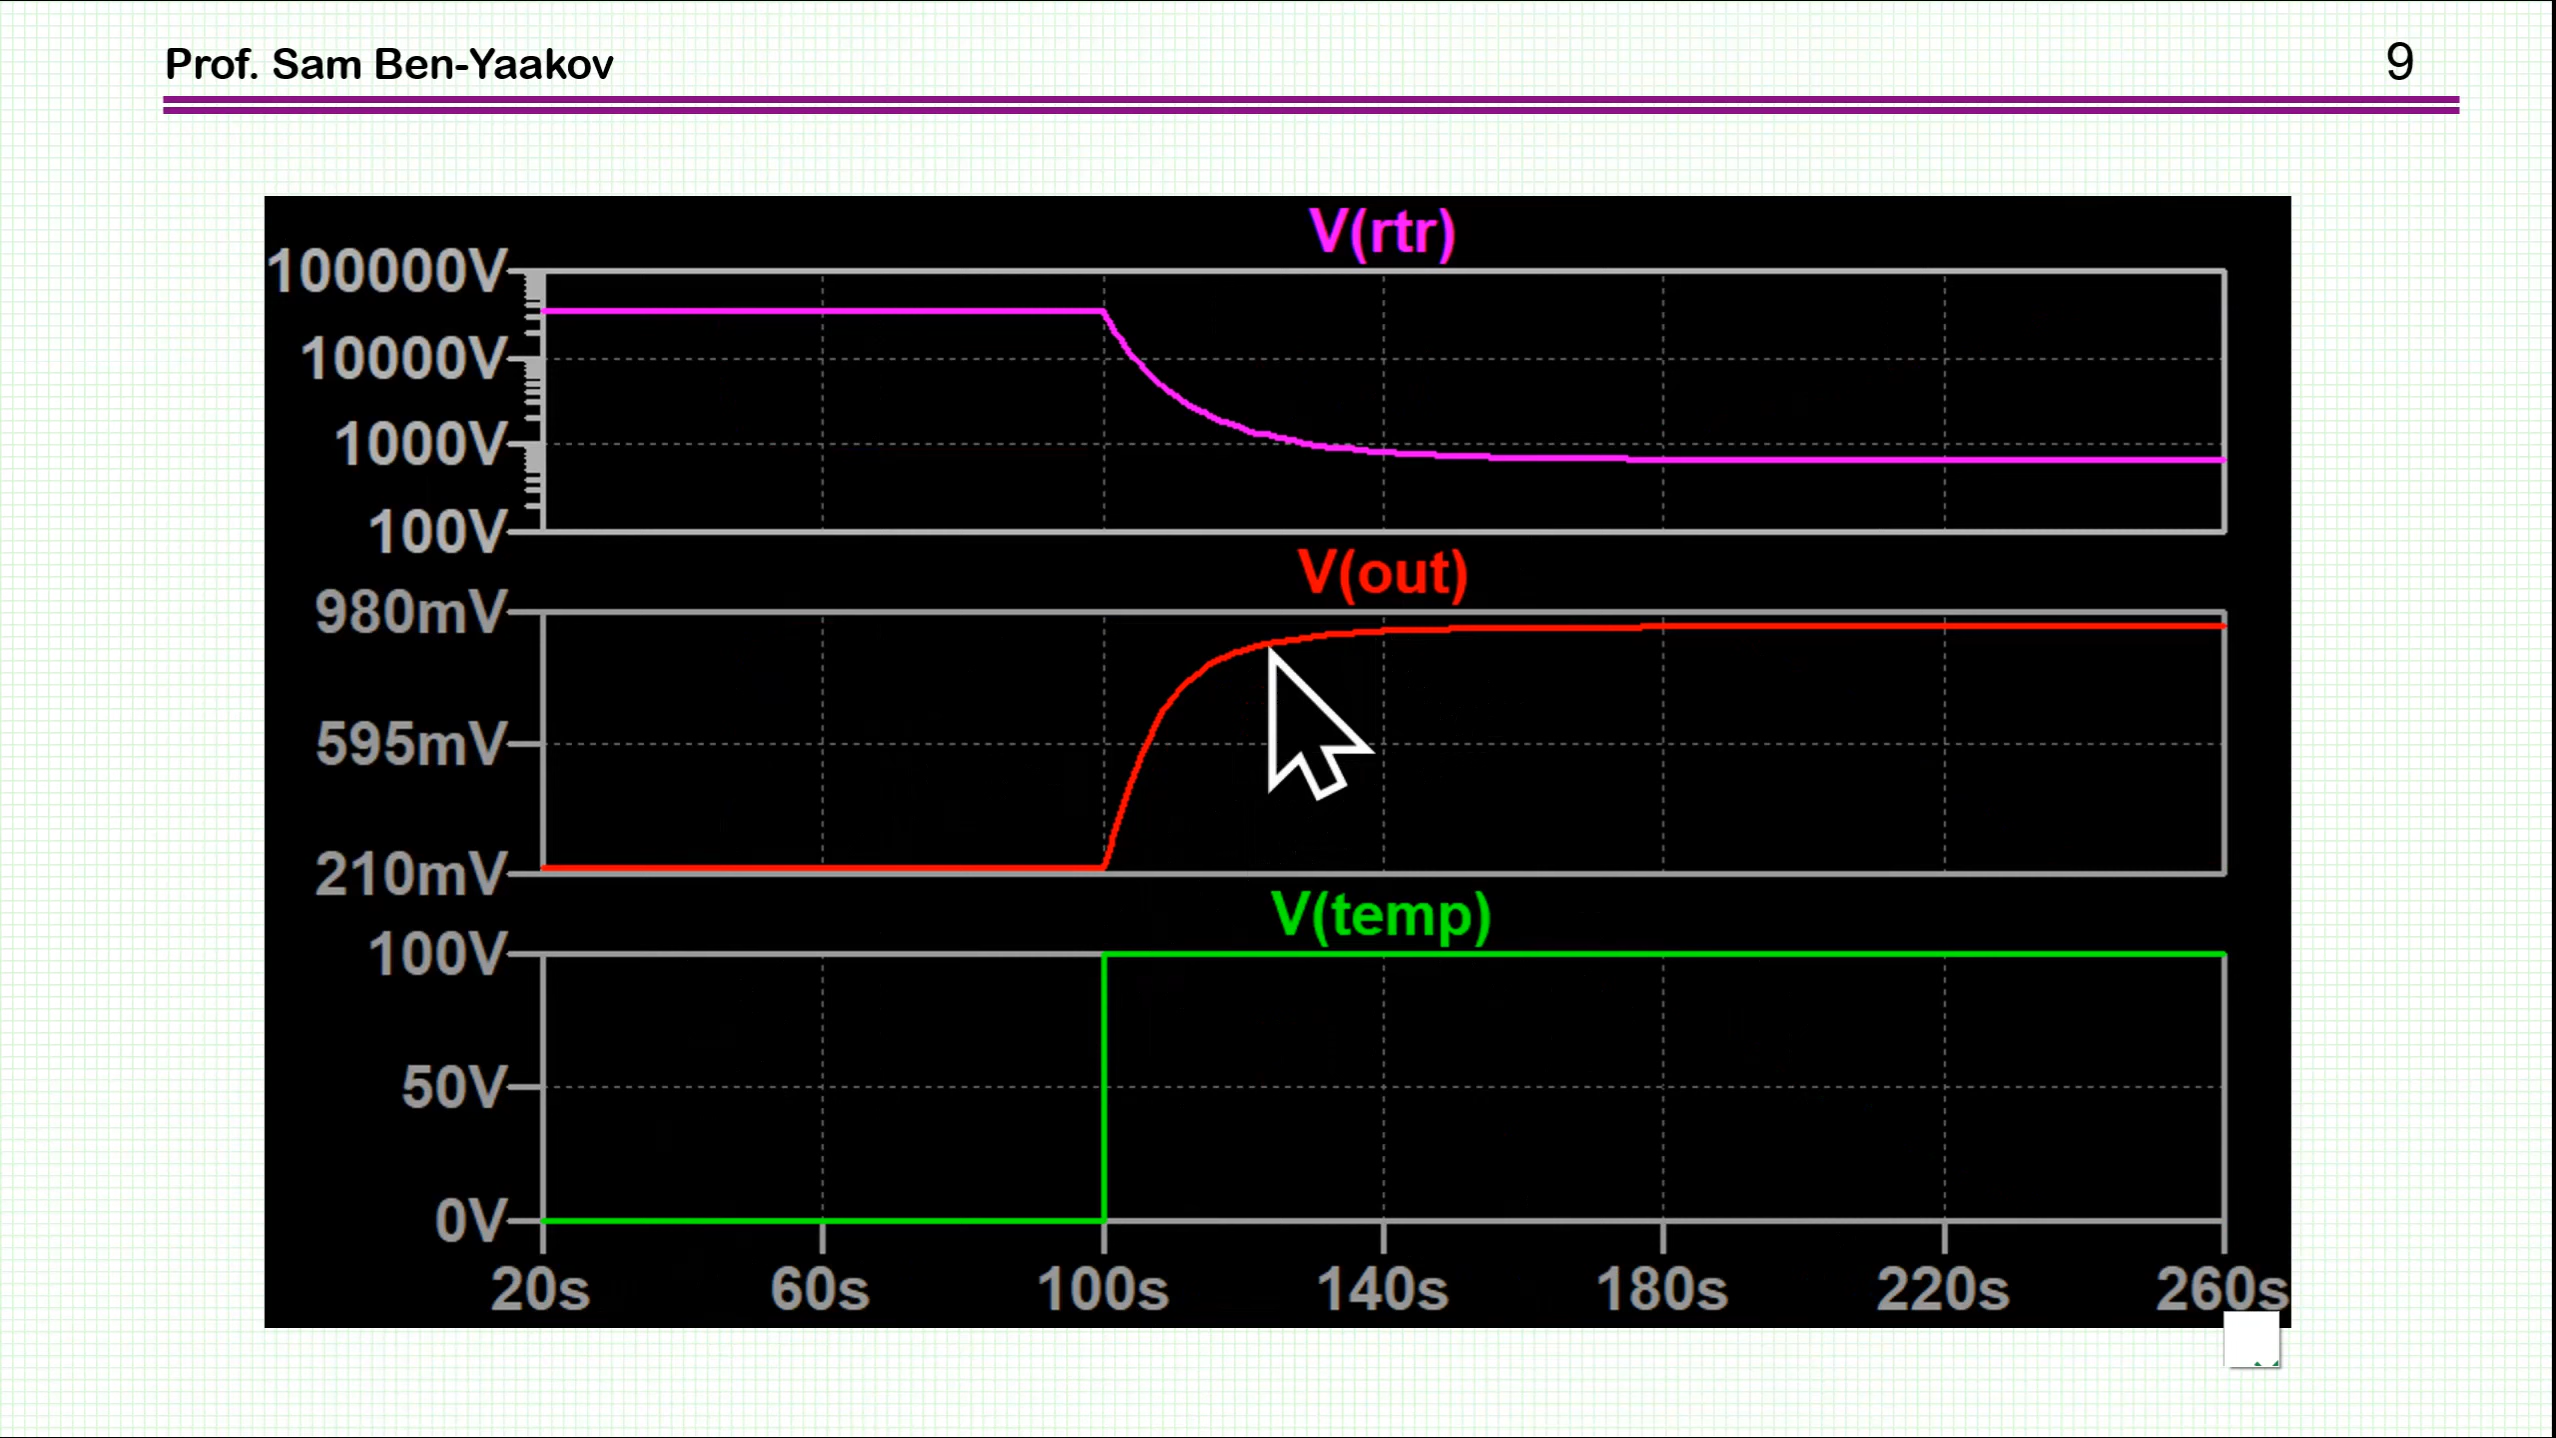 Prof. Sam Ben-Yaakov 9
V(rtr)
100000V
10000V
1000V
100V
V(out)
980mV
595mV
210mV
V(temp)
100V
50V
0V
20s 60s 100s 140s 180s 220s 260s